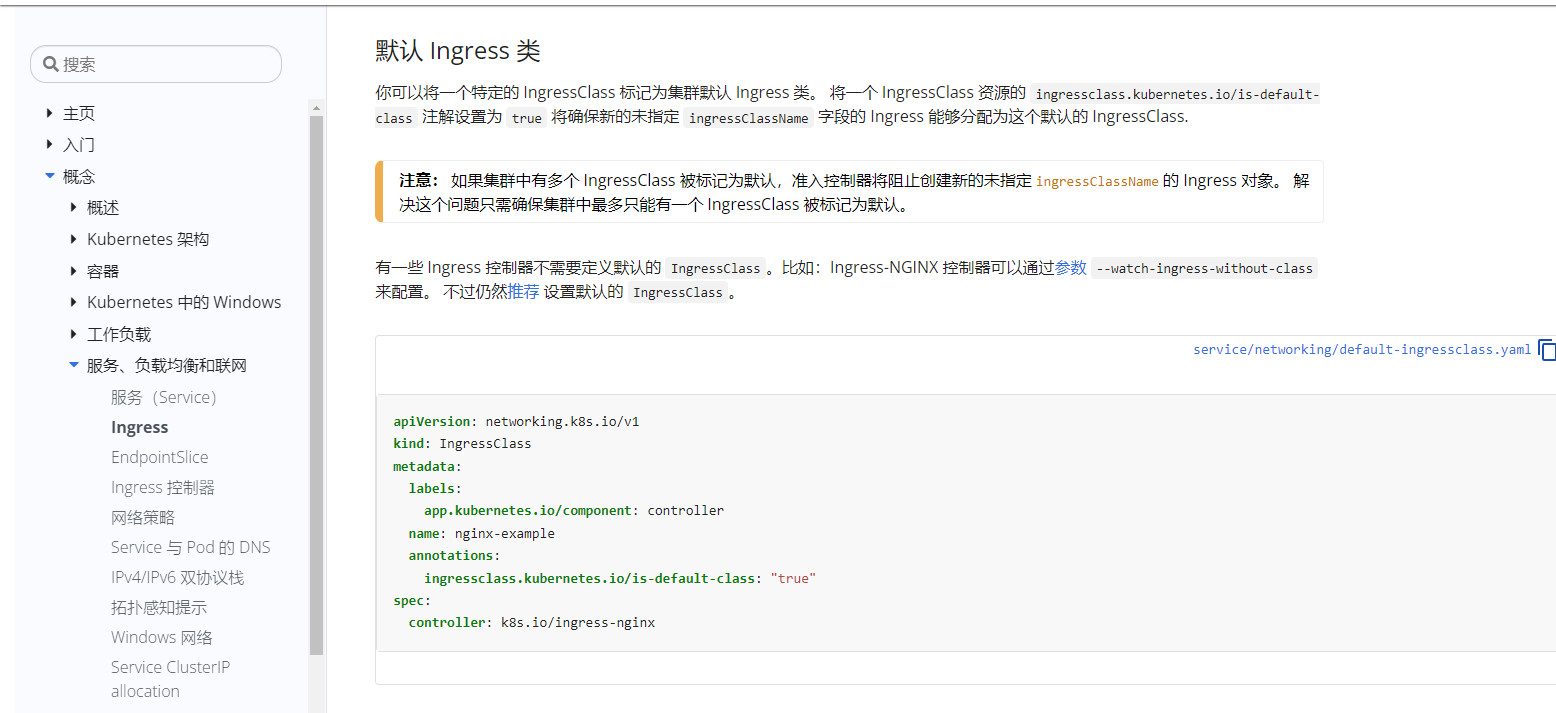 搜索
主页
入门
概念
概述
Kubernetes 架构
容器
Kubernetes 中的 Windows
工作负载
服务、负载均衡和联网
服务（Service）
Ingress
EndpointSlice
Ingress 控制器
网络策略
Service 与 Pod 的 DNS
IPv4/IPv6 双协议栈
拓扑感知提示
Windows 网络
Service ClusterIP
allocation
默认 Ingress 类
你可以将一个特定的 IngressClass 标记为集群默认 Ingress 类。 将一个 IngressClass 资源的 ingressclass.kubernetes.io/is-default-
class 注解设置为 true 将确保新的未指定 ingressClassName 字段的 Ingress 能够分配为这个默认的 IngressClass.
注意： 如果集群中有多个 IngressClass 被标记为默认，准入控制器将阻止创建新的未指定 ingressClassName 的 Ingress 对象。 解
决这个问题只需确保集群中最多只能有一个 IngressClass 被标记为默认。
有一些 Ingress 控制器不需要定义默认的 IngressClass 。比如：Ingress-NGINX 控制器可以通过参数 --watch-ingress-without-class
来配置。 不过仍然推荐 设置默认的 IngressClass 。
service/networking/default-ingressclass.yaml
apiVersion: networking.k8s.io/v1
kind: IngressClass
metadata:
  labels:
    app.kubernetes.io/component: controller
  name: nginx-example
  annotations:
    ingressclass.kubernetes.io/is-default-class: "true"
spec:
  controller: k8s.io/ingress-nginx